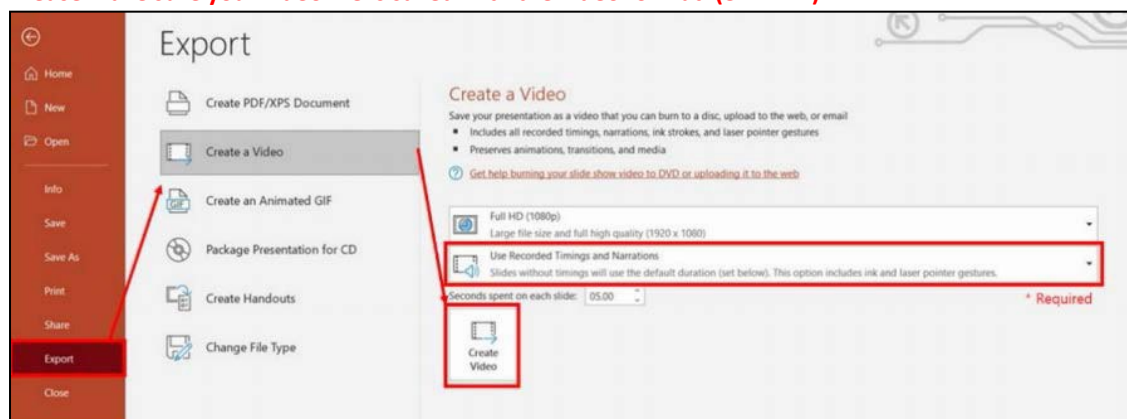 Export
Home
New
Open
Info
Save
Save As
Print
Share
Export
Close
Create PDF/XPS Document
Create a Video
Create an Animated GIF
Package Presentation for CD
Create Handouts
Change File Type
Create a Video
Save your presentation as a video that you can burn to a disc, upload to the web, or email
▪ Includes all recorded timings, narrations, ink strokes, and laser pointer gestures
▪ Preserves animations, transitions, and media
Get help burning your slide show video to DVD or uploading it to the web
Full HD (1080p)
Large file size and full high quality (1920 x 1080)
Use Recorded Timings and Narrations
Slides without timings will use the default duration (set below). This option includes ink and laser pointer gestures.
Seconds spent on each slide: 05.00
* Required
Create
Video